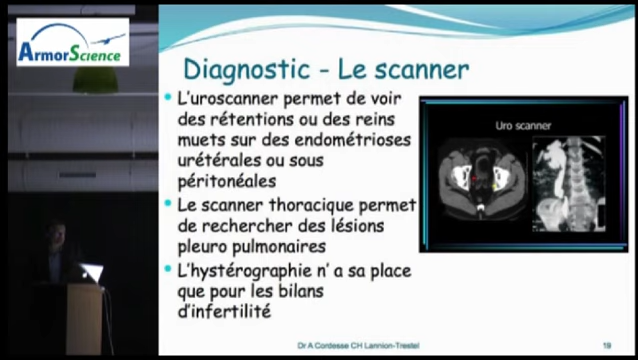 ArmorScience
Diagnostic - Le scanner
L'uroscanner permet de voir
des rétentions ou des reins
muets sur des endométrioses
urétérales ou sous
péritonéales
Uro scanner
Le scanner thoracique permet
de rechercher des lésions
pleuro pulmonaires
L'hystérographie n' a sa place
que pour les bilans
d'infertilité
Dr A Cordesse CH Lannion-Trestel
19